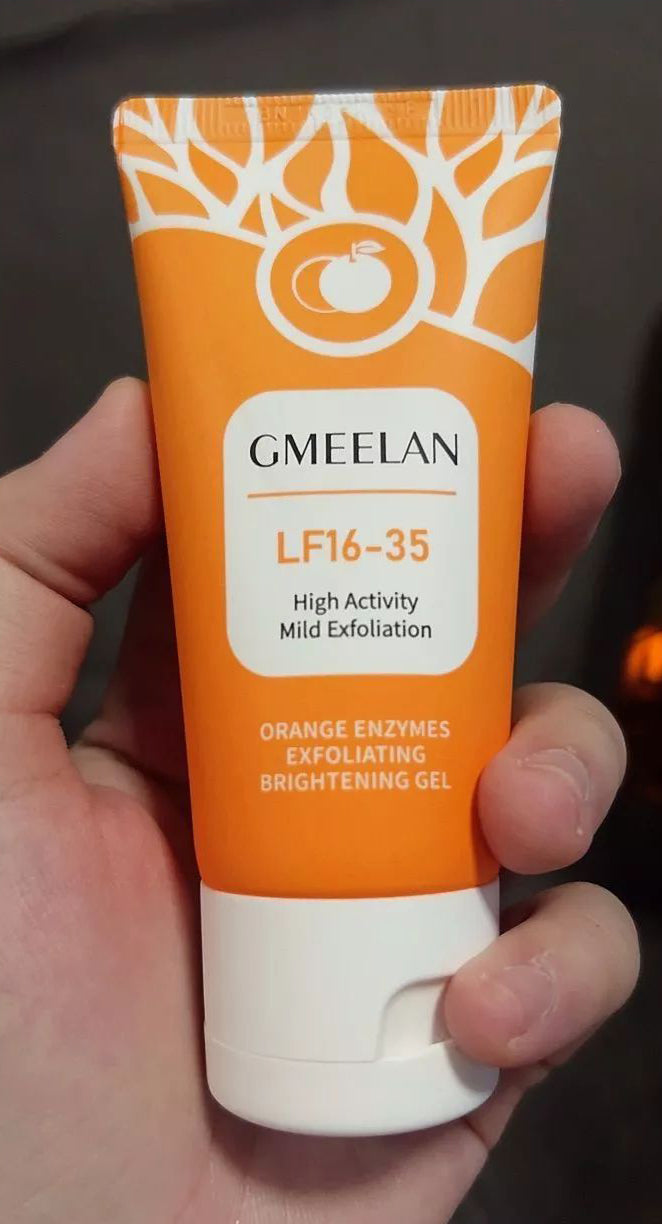 GMEELAN
LF16-35
High Activity
Mild Exfoliation
ORANGE ENZYMES
EXFOLIATING
BRIGHTENING GEL